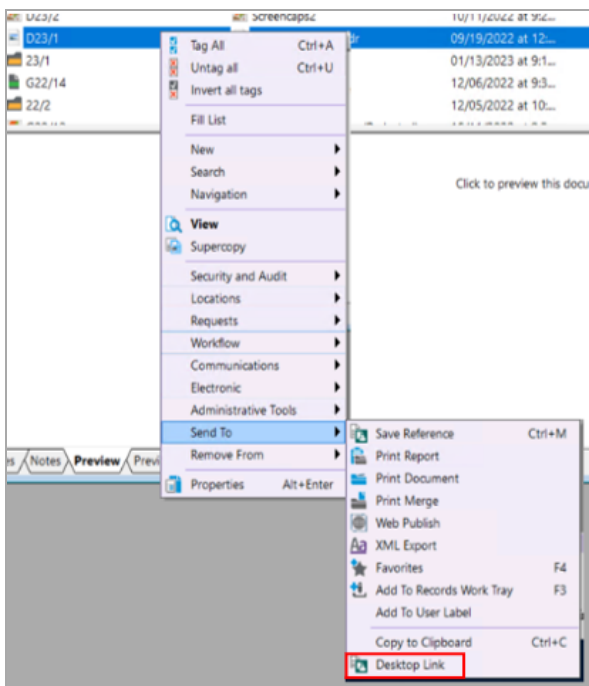 D23/2 Screencaps2 10/11/2022 at 9:2...
D23/1 dr 09/19/2022 at 12:...
23/1 01/13/2023 at 9:1...
G22/14 12/06/2022 at 9:3...
22/2 12/05/2022 at 10:...
Tag All Ctrl+A
Untag all Ctrl+U
Invert all tags
Fill List
New
Search
Navigation
Click to preview this docu
View
Supercopy
Security and Audit
Locations
Requests
Workflow
Communications
Electronic
Administrative Tools
Send To
Remove From
Properties Alt+Enter
es Notes Preview Previ
Save Reference Ctrl+M
Print Report
Print Document
Print Merge
Web Publish
XML Export
Favorites F4
Add To Records Work Tray F3
Add To User Label
Copy to Clipboard Ctrl+C
Desktop Link